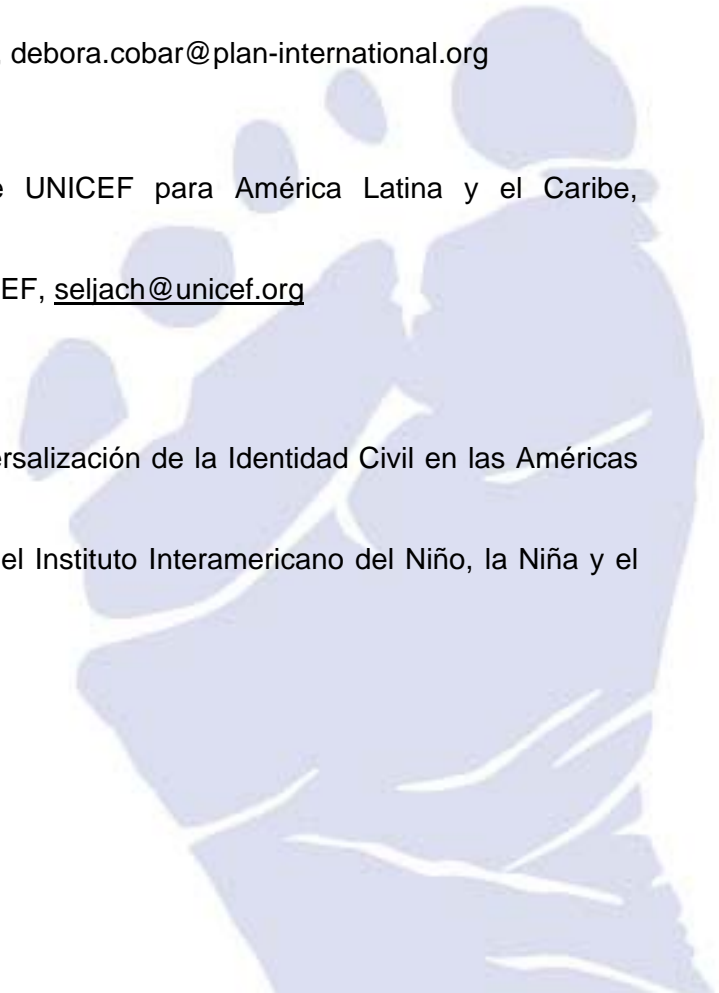 debora.cobar@plan-international.org
UNICEF para América Latina y el Caribe,
EF, seljach@unicef.org
ersalización de la Identidad Civil en las Américas
el Instituto Interamericano del Niño, la Niña y el